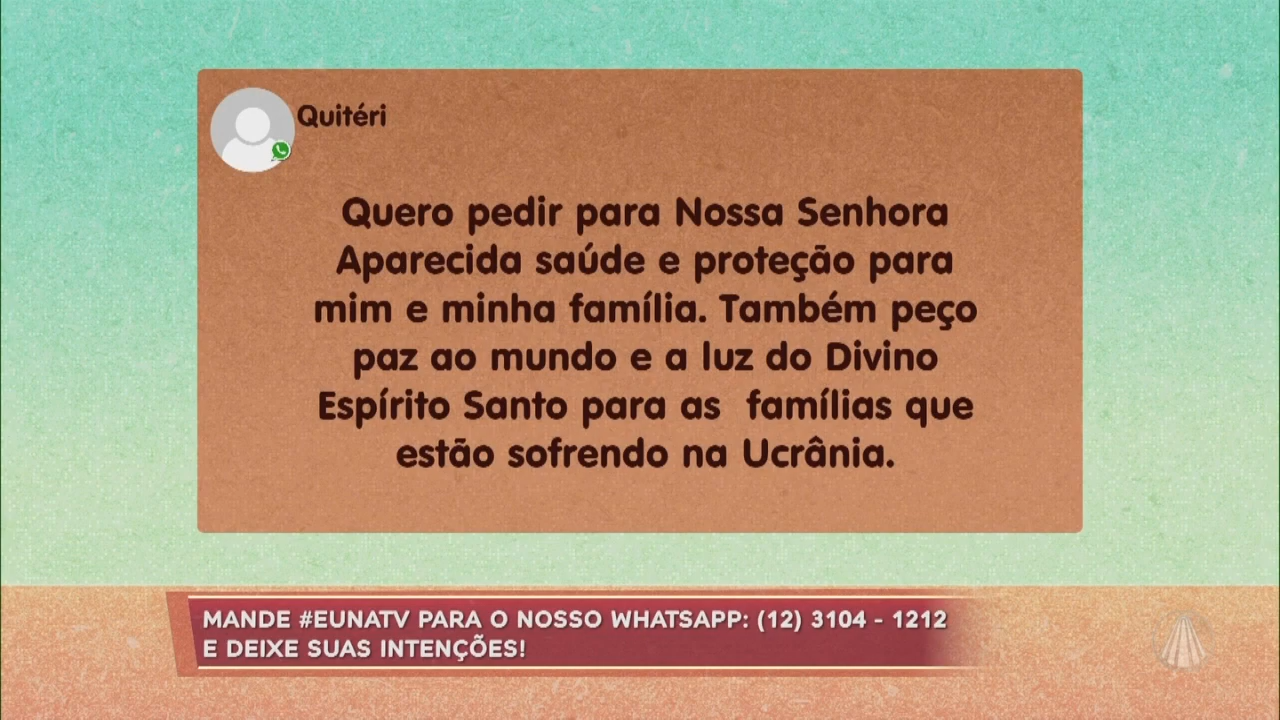 Quitéri
Quero pedir para Nossa Senhora
Aparecida saúde e proteção para
mim e minha família. Também peço
paz ao mundo e a luz do Divino
Espírito Santo para as famílias que
estão sofrendo na Ucrânia.
MANDE #EUNATV PARA O NOSSO WHATSAPP: (12) 3104 - 1212
E DEIXE SUAS INTENÇÕES!